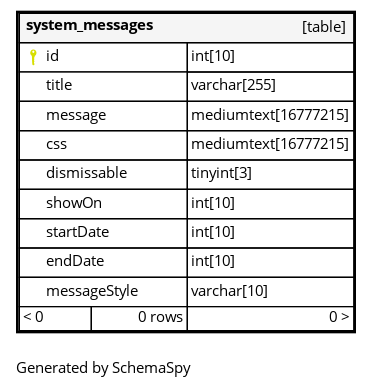 system_messages [table]
id int[10]
title varchar[255]
message mediumtext[16777215]
css mediumtext[16777215]
dismissable tinyint[3]
showOn int[10]
startDate int[10]
endDate int[10]
messageStyle varchar[10]
< 0 0 rows 0 >
Generated by SchemaSpy